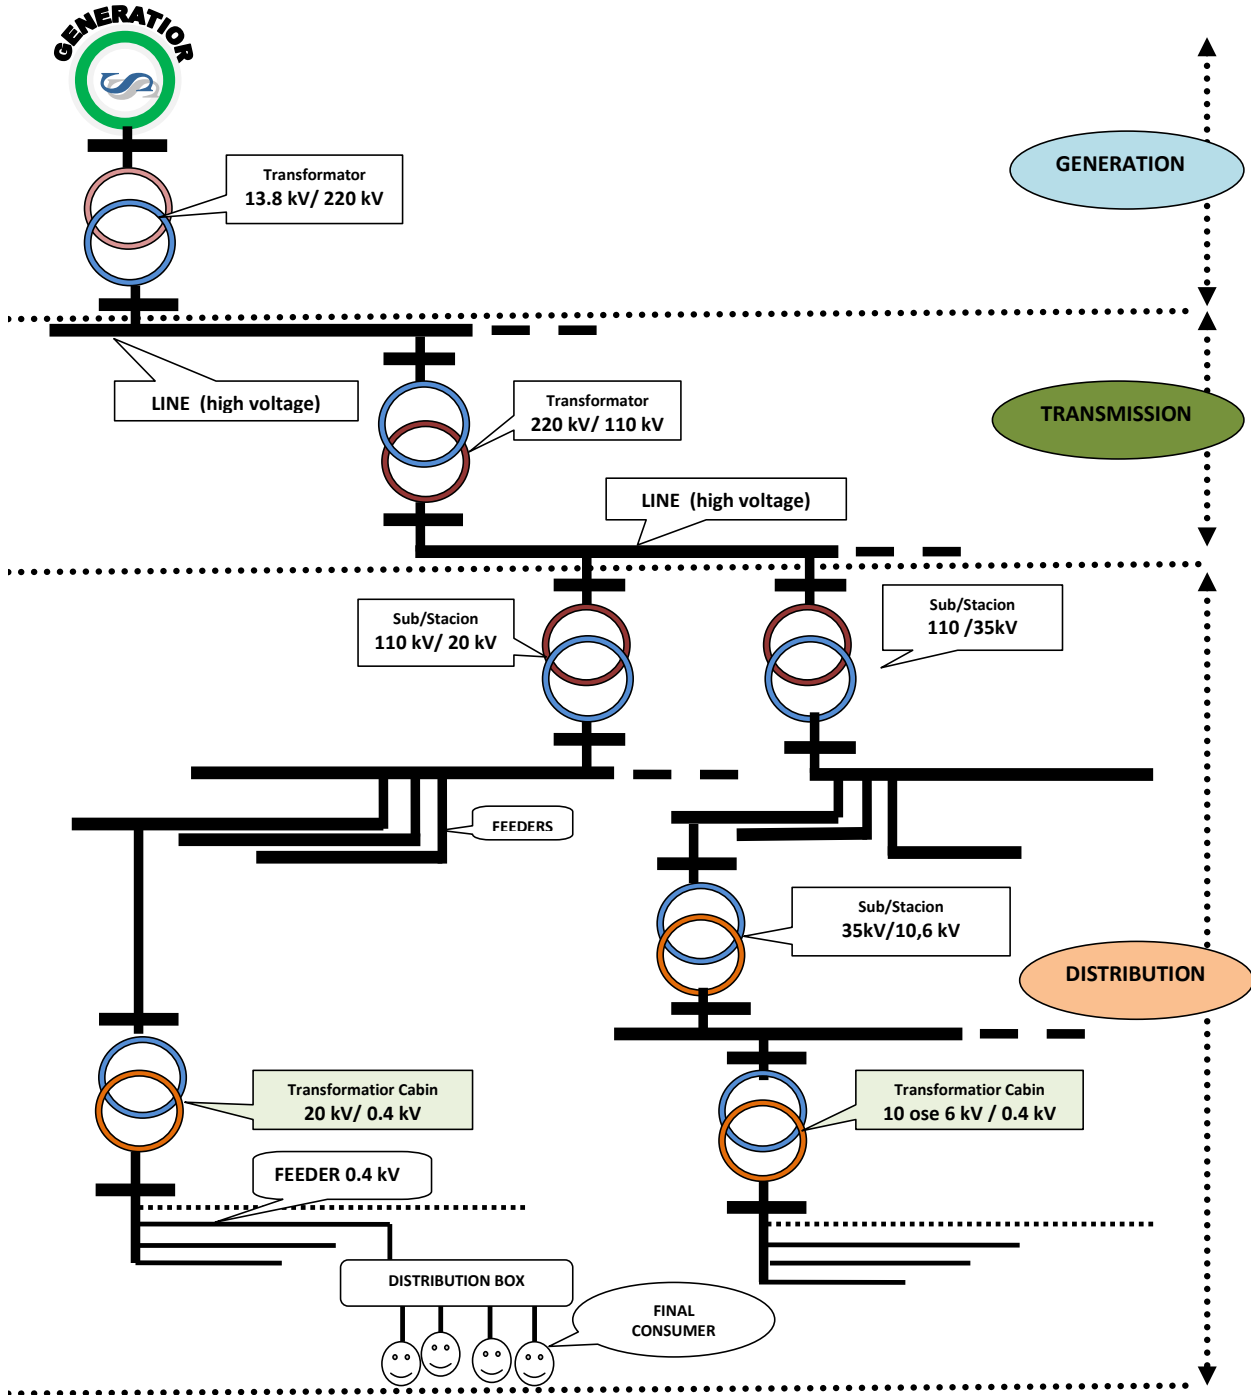 GENERATIOR
Transformator
13.8 kV/ 220 kV
GENERATION
LINE (high voltage)
Transformator
220 kV/ 110 kV
TRANSMISSION
LINE (high voltage)
Sub/Stacion
110 kV/ 20 kV
Sub/Stacion
110 /35kV
FEEDERS
Sub/Stacion
35kV/10,6 kV
DISTRIBUTION
Transformatior Cabin
20 kV/ 0.4 kV
Transformatior Cabin
10 ose 6 kV / 0.4 kV
FEEDER 0.4 kV
DISTRIBUTION BOX
FINAL
CONSUMER